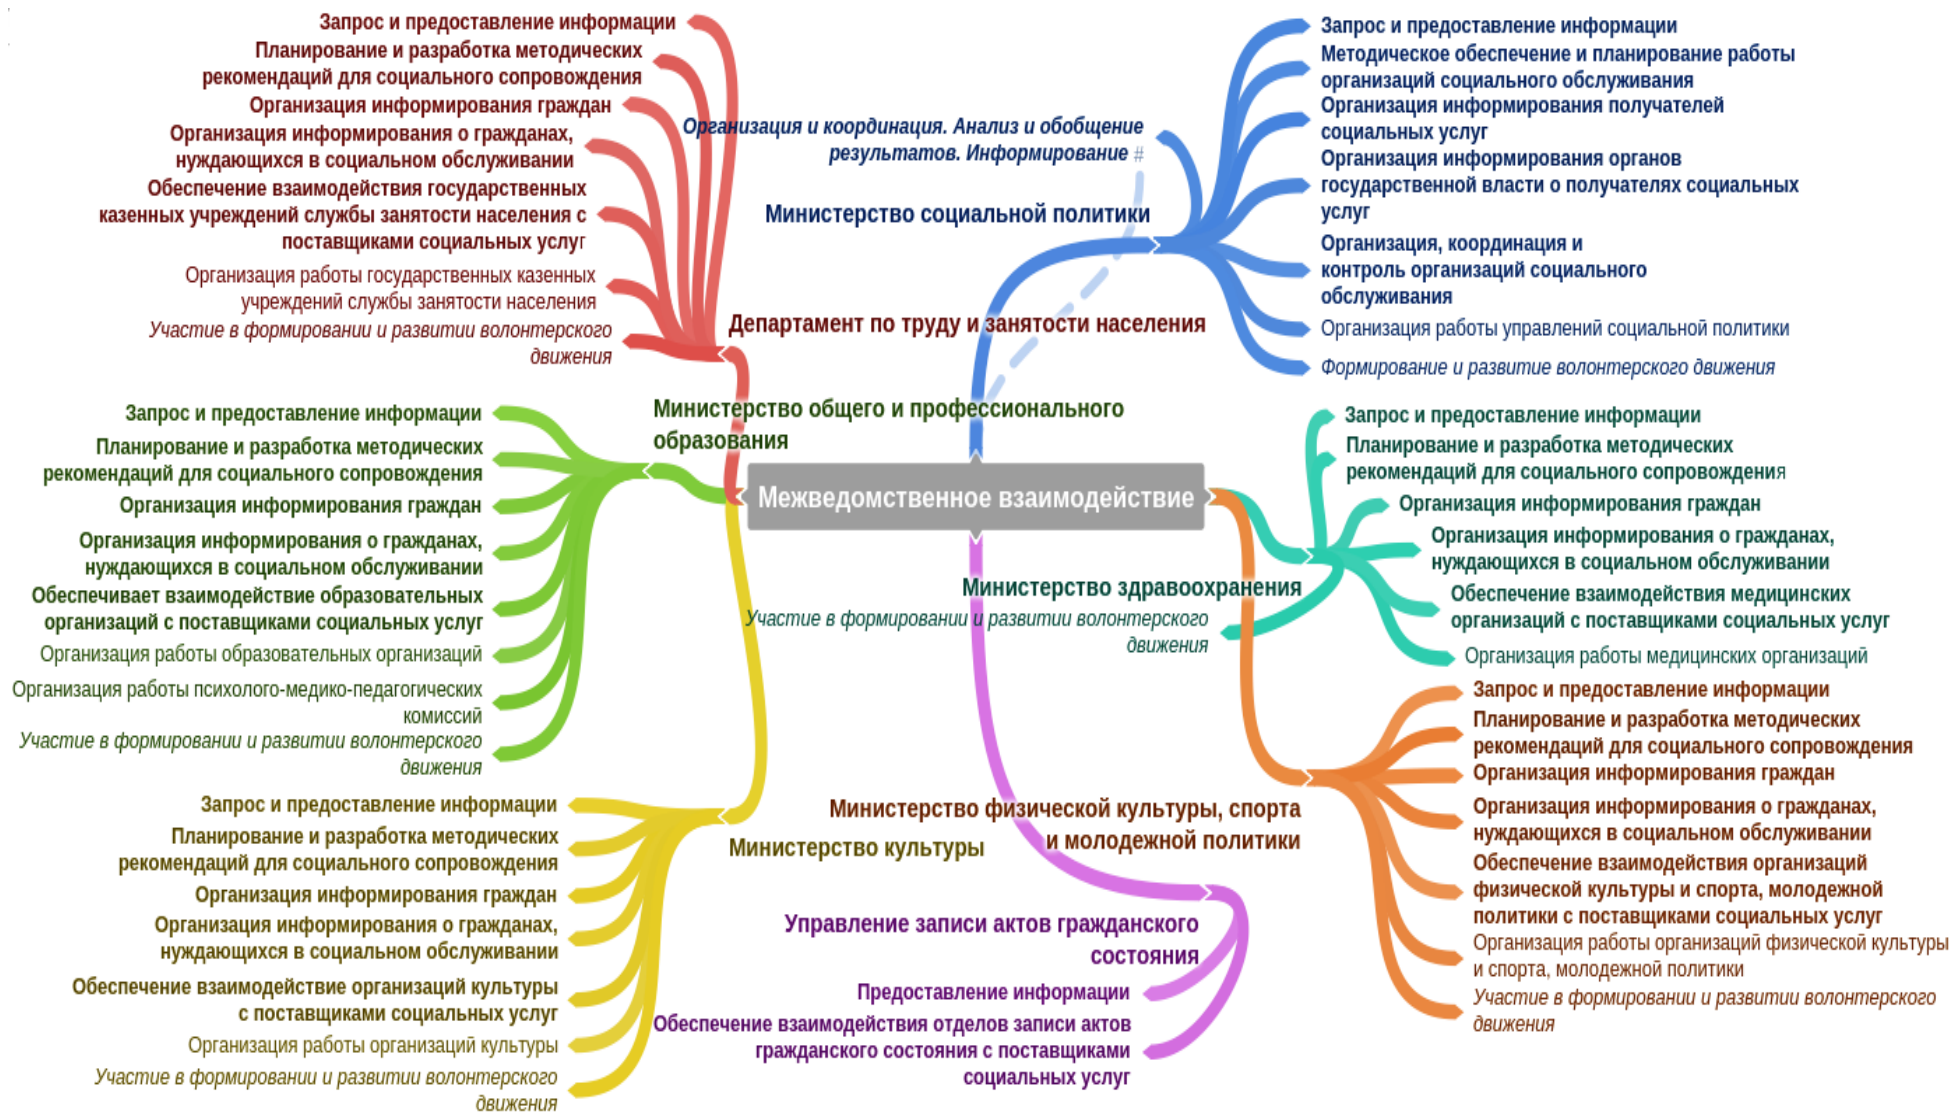 Запрос и предоставление информации
Планирование и разработка методических
рекомендаций для социального сопровождения
Организация информирования граждан
Организация информирования о гражданах,
нуждающихся в социальном обслуживании
Обеспечение взаимодействия государственных
казенных учреждений службы занятости населения с
поставщиками социальных услуг
Организация работы государственных казенных
учреждений службы занятости населения
Участие в формировании и развитии волонтерского
движения
Департамент по труду и занятости населения
Организация и координация. Анализ и обобщение
результатов. Информирование #
Министерство социальной политики
Запрос и предоставление информации
Методическое обеспечение и планирование работы
организаций социального обслуживания
Организация информирования получателей
социальных услуг
Организация информирования органов
государственной власти о получателях социальных
услуг
Организация, координация и
контроль организаций социального
обслуживания
Организация работы управлений социальной политики
Формирование и развитие волонтерского движения
Министерство общего и профессионального
образования
Запрос и предоставление информации
Планирование и разработка методических
рекомендаций для социального сопровождения
Организация информирования граждан
Организация информирования о гражданах,
нуждающихся в социальном обслуживании
Обеспечивает взаимодействие образовательных
организаций с поставщиками социальных услуг
Организация работы образовательных организаций
Организация работы психолого-медико-педагогических
комиссий
Участие в формировании и развитии волонтерского
движения
Межведомственное взаимодействие
Запрос и предоставление информации
Планирование и разработка методических
рекомендаций для социального сопровождения
Организация информирования граждан
Организация информирования о гражданах,
нуждающихся в социальном обслуживании
Обеспечение взаимодействия медицинских
организаций с поставщиками социальных услуг
Организация работы медицинских организаций
Министерство здравоохранения
Участие в формировании и развитии волонтерского
движения
Запрос и предоставление информации
Планирование и разработка методических
рекомендаций для социального сопровождения
Организация информирования граждан
Организация информирования о гражданах,
нуждающихся в социальном обслуживании
Обеспечение взаимодействие организаций культуры
с поставщиками социальных услуг
Организация работы организаций культуры
Участие в формировании и развитии волонтерского
движения
Министерство культуры
Министерство физической культуры, спорта
и молодежной политики
Запрос и предоставление информации
Планирование и разработка методических
рекомендаций для социального сопровождения
Организация информирования граждан
Организация информирования о гражданах,
нуждающихся в социальном обслуживании
Обеспечение взаимодействия организаций
физической культуры и спорта, молодежной
политики с поставщиками социальных услуг
Организация работы организаций физической культуры
и спорта, молодежной политики
Участие в формировании и развитии волонтерского
движения
Управление записи актов гражданского
состояния
Предоставление информации
Обеспечение взаимодействия отделов записи актов
гражданского состояния с поставщиками
социальных услуг